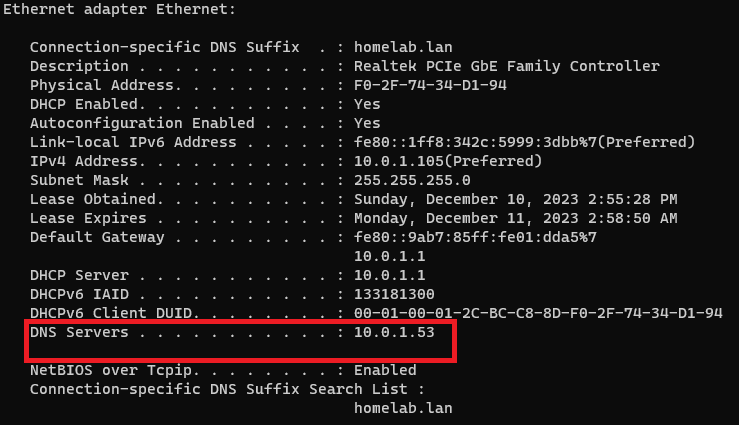 Ethernet adapter Ethernet:
Connection-specific DNS Suffix  . : homelab.lan
Description . . . . . . . . . . . : Realtek PCIe GbE Family Controller
Physical Address. . . . . . . . . : F0-2F-74-34-D1-94
DHCP Enabled. . . . . . . . . . . : Yes
Autoconfiguration Enabled . . . . : Yes
Link-local IPv6 Address . . . . . : fe80::1ff8:342c:5999:3dbb%7(Preferred)
IPv4 Address. . . . . . . . . . . : 10.0.1.105(Preferred)
Subnet Mask . . . . . . . . . . . : 255.255.255.0
Lease Obtained. . . . . . . . . . : Sunday, December 10, 2023 2:55:28 PM
Lease Expires . . . . . . . . . . : Monday, December 11, 2023 2:58:50 AM
Default Gateway . . . . . . . . . : fe80::9ab7:85ff:fe01:dda5%7
10.0.1.1
DHCP Server . . . . . . . . . . . : 10.0.1.1
DHCPv6 IAID . . . . . . . . . . . : 133181300
DHCPv6 Client DUID. . . . . . . . : 00-01-00-01-2C-BC-C8-8D-F0-2F-74-34-D1-94
DNS Servers . . . . . . . . . . . : 10.0.1.53
NetBIOS over Tcpip. . . . . . . . : Enabled
Connection-specific DNS Suffix Search List :
homelab.lan